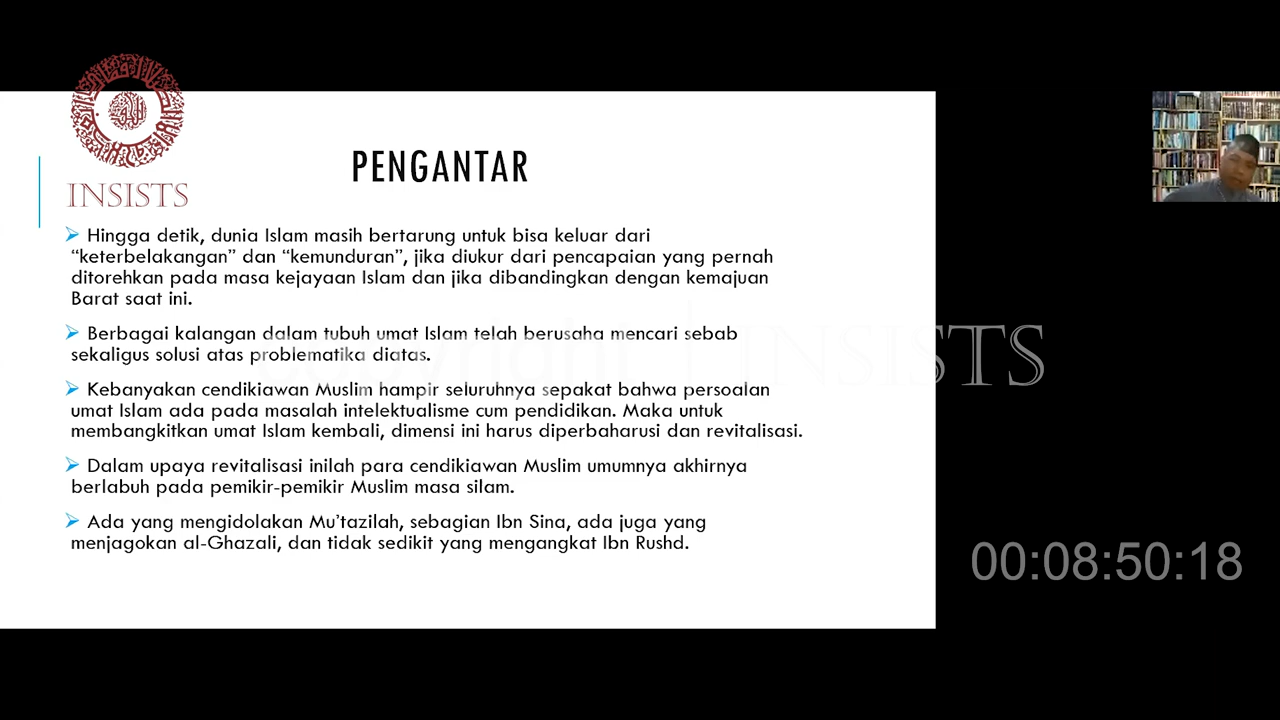 INSISTS
PENGANTAR
➢ Hingga detik, dunia Islam masih bertarung untuk bisa keluar dari
“keterbelakangan” dan “kemunduran”, jika diukur dari pencapaian yang pernah
ditorehkan pada masa kejayaan Islam dan jika dibandingkan dengan kemajuan
Barat saat ini.
➢ Berbagai kalangan dalam tubuh umat Islam telah berusaha mencari sebab
sekaligus solusi atas problematika diatas.
➢ Kebanyakan cendikiawan Muslim hampir seluruhnya sepakat bahwa persoalan
umat Islam ada pada masalah intelektualisme cum pendidikan. Maka untuk
membangkitkan umat Islam kembali, dimensi ini harus diperbaharusi dan revitalisasi.
➢ Dalam upaya revitalisasi inilah para cendikiawan Muslim umumnya akhirnya
berlabuh pada pemikir-pemikir Muslim masa silam.
➢ Ada yang mengidolakan Mu’tazilah, sebagian Ibn Sina, ada juga yang
menjagokan al-Ghazali, dan tidak sedikit yang mengangkat Ibn Rushd.
copyright | INSISTS
00:08:50:18